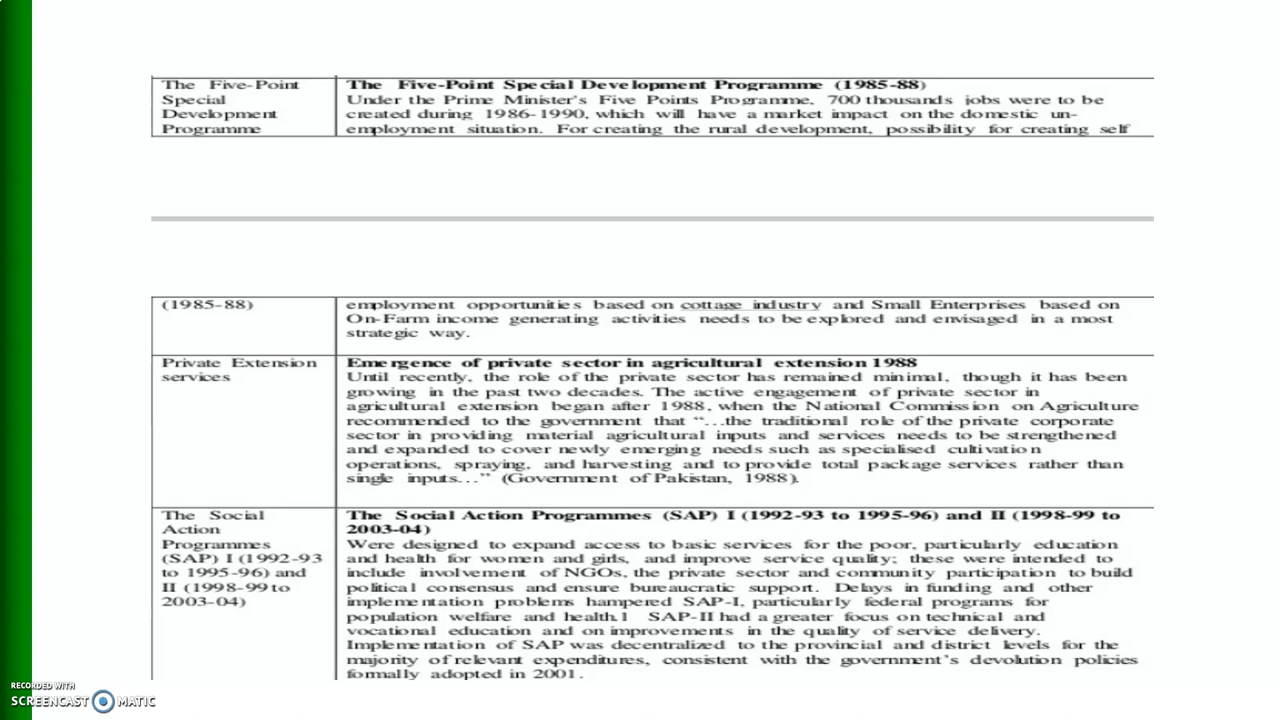 The Five-Point
Special
Development
Programme
The Five-Point Special Development Programme (1985-88)
Under the Prime Minister's Five Points Programme, 700 thousands jobs were to be
created during 1986-1990, which will have a market impact on the domestic un-
employment situation. For creating the rural development, possibility for creating self
(1985-88)
employment opportunities based on cottage industry and Small Enterprises based on
On-Farm income generating activities needs to be explored and envisaged in a most
strategic way.
Private Extension
services
Emergence of private sector in agricultural extension 1988
Until recently, the role of the private sector has remained minimal, though it has been
growing in the past two decades. The active engagement of private sector in
agricultural extension began after 1988, when the National Commission on Agriculture
recommended to the government that "...the traditional role of the private corporate
sector in providing material agricultural inputs and services needs to be strengthened
and expanded to cover newly emerging needs such as specialised cultivation
operations, spraying, and harvesting and to provide total package services rather than
single inputs..." (Government of Pakistan, 1988).
The Social
Action
Programmes
(SAP) I (1992-93
to 1995-96) and
II (1998-99 to
2003-04)
The Social Action Programmes (SAP) I (1992-93 to 1995-96) and II (1998-99 to
2003-04)
Were designed to expand access to basic services for the poor, particularly education
and health for women and girls, and improve service quality; these were intended to
include involvement of NGOs, the private sector and community participation to build
political consensus and ensure bureaucratic support. Delays in funding and other
implementation problems hampered SAP-I, particularly federal programs for
population welfare and health.1 SAP-II had a greater focus on technical and
vocational education and on improvements in the quality of service delivery.
Implementation of SAP was decentralized to the provincial and district levels for the
majority of relevant expenditures, consistent with the government's devolution policies
formally adopted in 2001.
RECORDED WITH
SCREENCAST MATIC